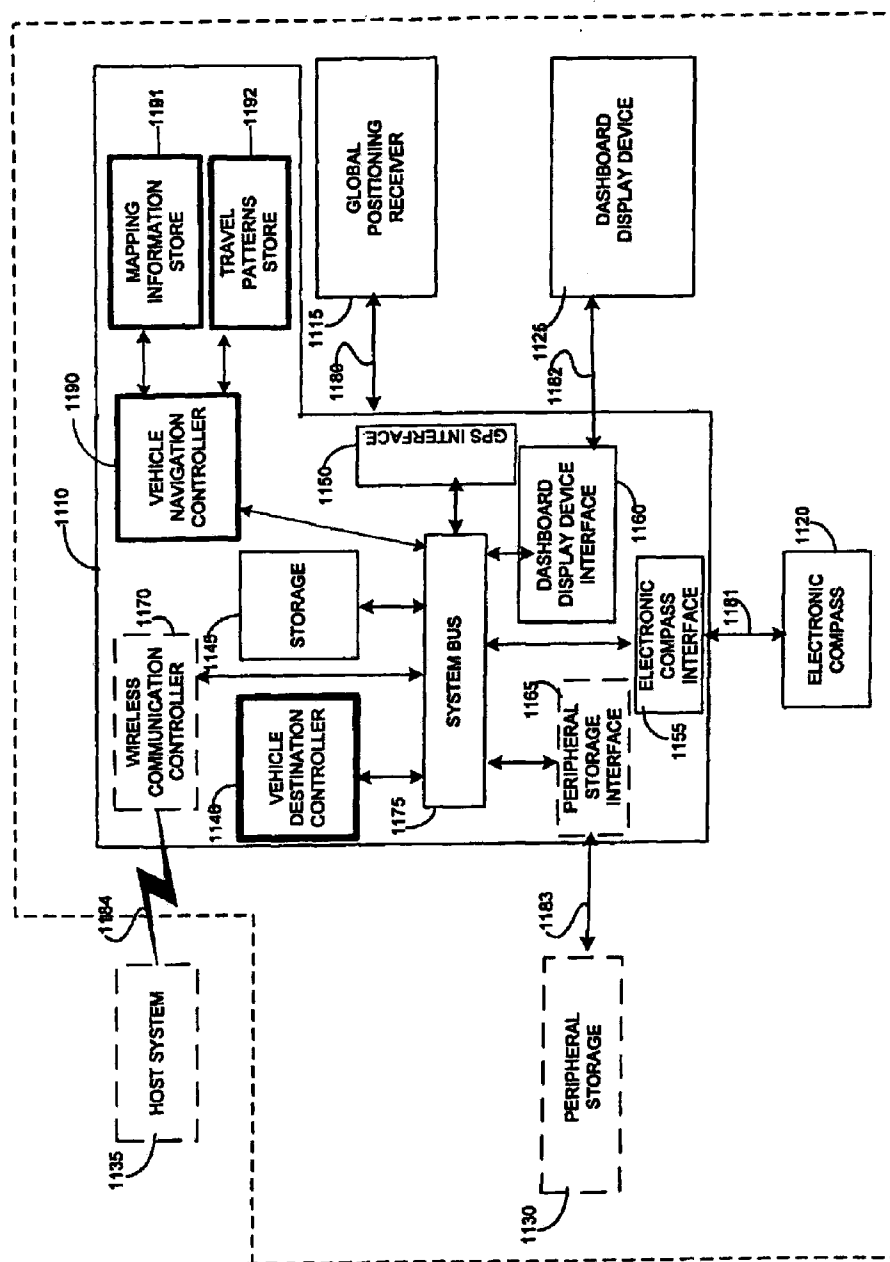 1135
HOST SYSTEM
1184
1110
WIRELESS
COMMUNICATION
CONTROLLER
1170
1190
VEHICLE
NAVIGATION
CONTROLLER
MAPPING
INFORMATION
STORE
1191
TRAVEL
PATTERNS
STORE
1192
1140
VEHICLE
DESTINATION
CONTROLLER
1145
STORAGE
1150
GPS INTERFACE
1180
1115
GLOBAL
POSITIONING
RECEIVER
1175
SYSTEM BUS
1130
PERIPHERAL
STORAGE
1183
PERIPHERAL
STORAGE
INTERFACE
1165
DASHBOARD
DISPLAY DEVICE
INTERFACE
1160
1182
1125
DASHBOARD
DISPLAY DEVICE
1155
ELECTRONIC
COMPASS
INTERFACE
1181
ELECTRONIC
COMPASS
1120